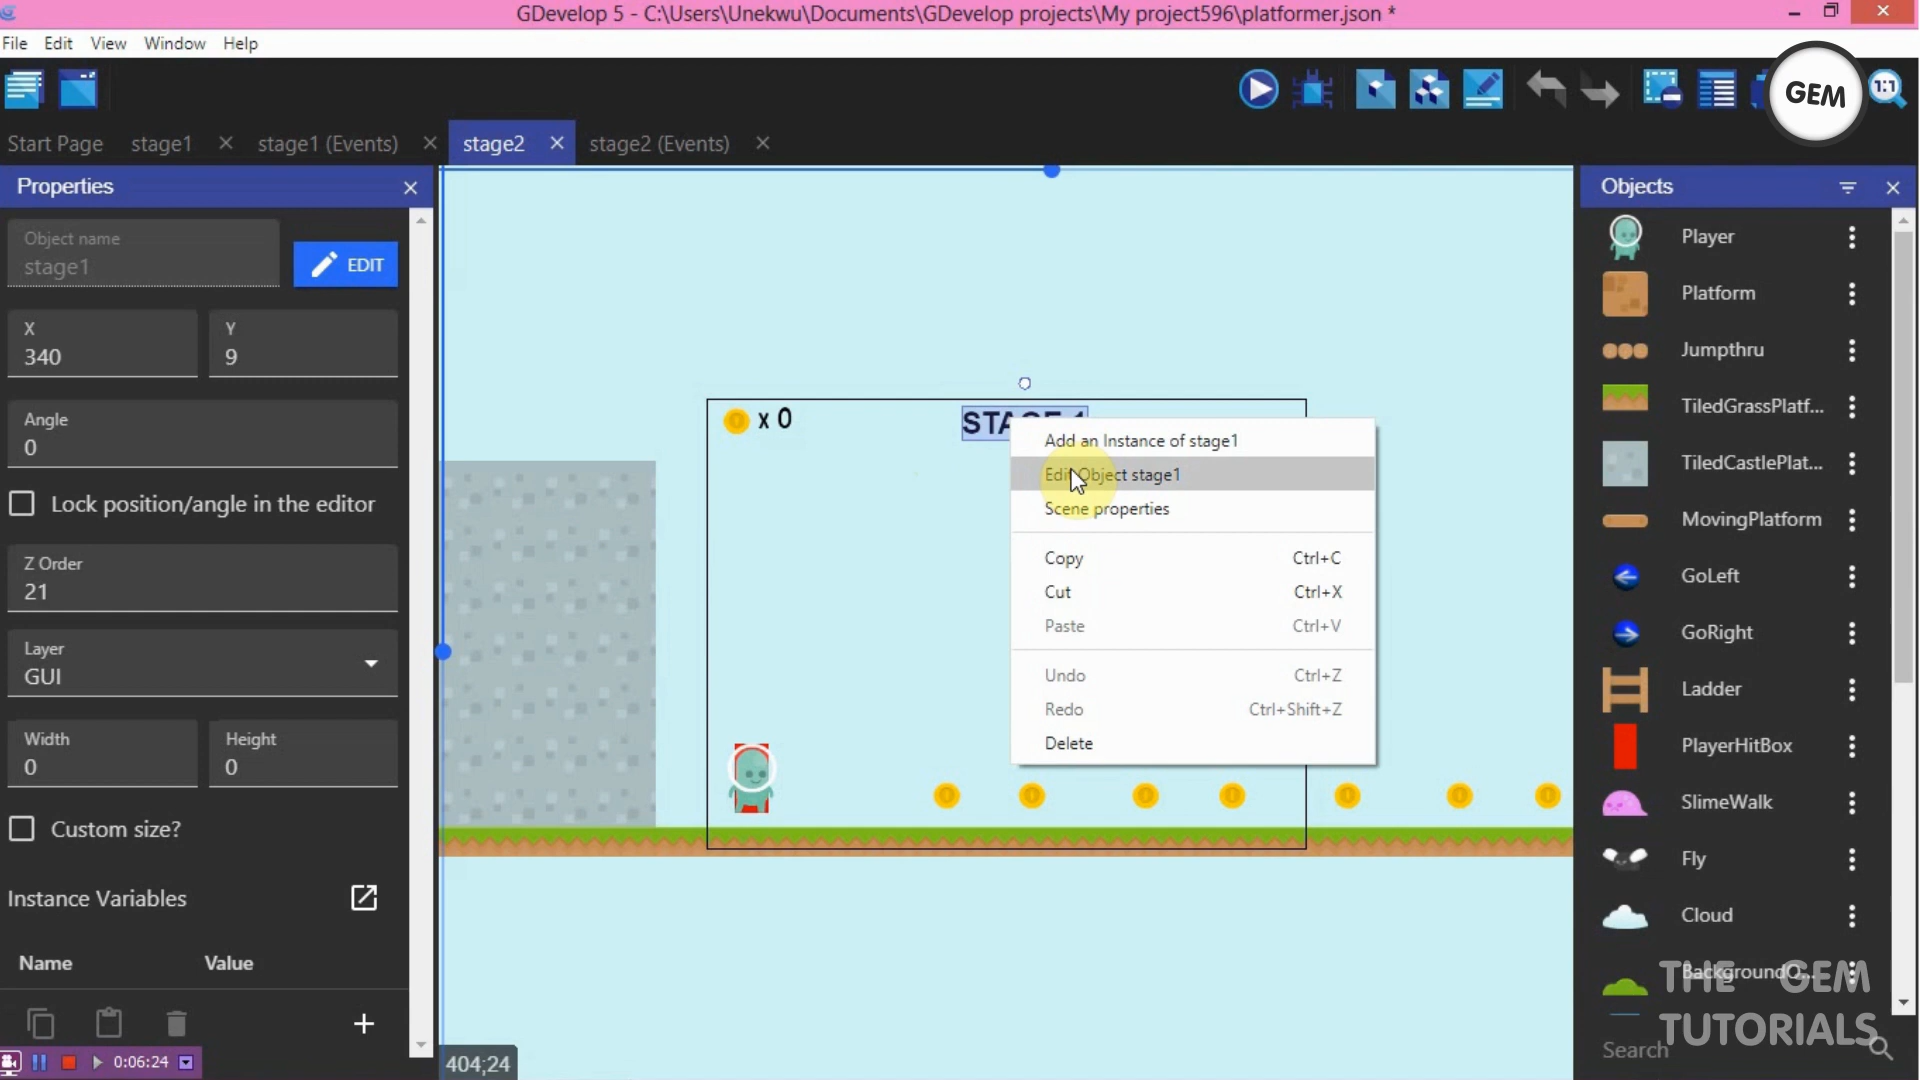 GDevelop 5 - C:\Users\Unekwu\Documents\GDevelop projects\My project596\platformer.json *
File Edit View Window Help
1:1
GEM
Start Page stage1 stage1 (Events) stage2 stage2 (Events)
Properties
Object name
stage1
EDIT
X
340
Y
9
Angle
0
Lock position/angle in the editor
Z Order
21
Layer
GUI
Width
0
Height
0
Custom size?
Instance Variables
Name Value
0:06:24
x 0
STAGE 1
Add an Instance of stage1
Edit Object stage1
Scene properties
Copy Ctrl+C
Cut Ctrl+X
Paste Ctrl+V
Undo Ctrl+Z
Redo Ctrl+Shift+Z
Delete
404;24
Objects
Player
Platform
Jumpthru
TiledGrassPlatf...
TiledCastlePlat...
MovingPlatform
GoLeft
GoRight
Ladder
PlayerHitBox
SlimeWalk
Fly
Cloud
BackgroundO...
Search
THE GEM
TUTORIALS